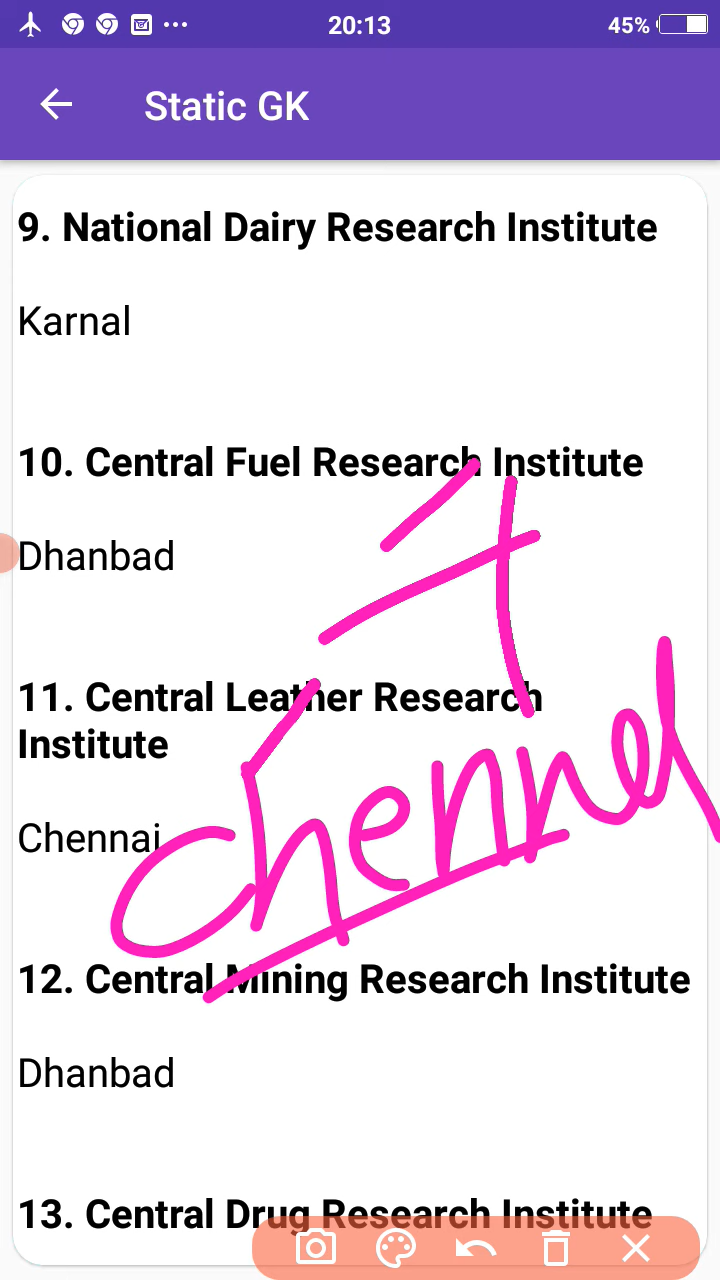 20:13
45%
Static GK
9. National Dairy Research Institute
Karnal
10. Central Fuel Research Institute
Dhanbad
11. Central Leather Research
Institute
Chennai
chennel
12. Central Mining Research Institute
Dhanbad
13. Central Drug Research Institute